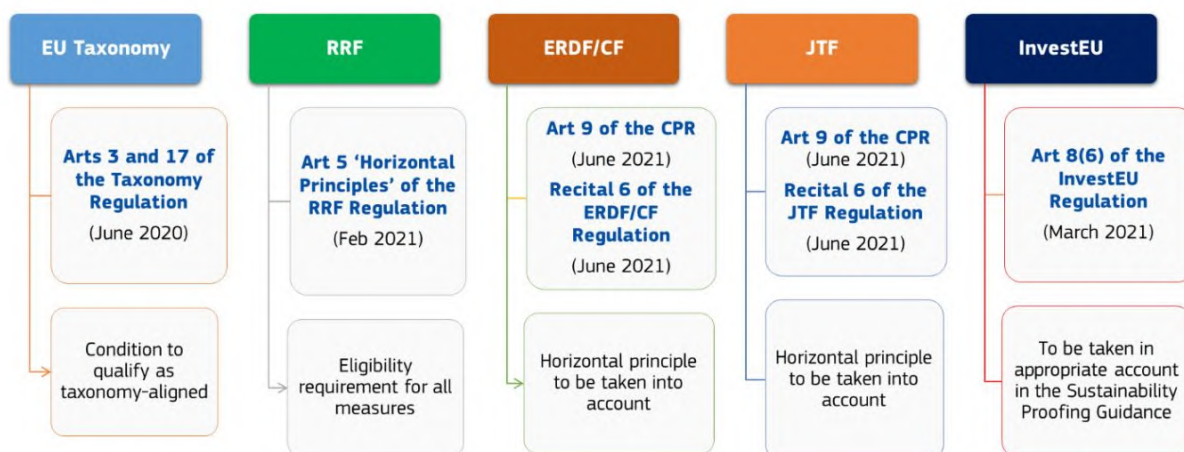 EU Taxonomy
Arts 3 and 17 of
the Taxonomy
Regulation
(June 2020)
Condition to
qualify as
taxonomy-aligned
RRF
Art 5 ‘Horizontal
Principles’ of the
RRF Regulation
(Feb 2021)
Eligibility
requirement for all
measures
ERDF/CF
Art 9 of the CPR
(June 2021)
Recital 6 of the
ERDF/CF
Regulation
(June 2021)
Horizontal principle
to be taken into
account
JTF
Art 9 of the CPR
(June 2021)
Recital 6 of the
JTF Regulation
(June 2021)
Horizontal principle
to be taken into
account
InvestEU
Art 8(6) of the
InvestEU
Regulation
(March 2021)
To be taken in
appropriate account
in the Sustainability
Proofing Guidance